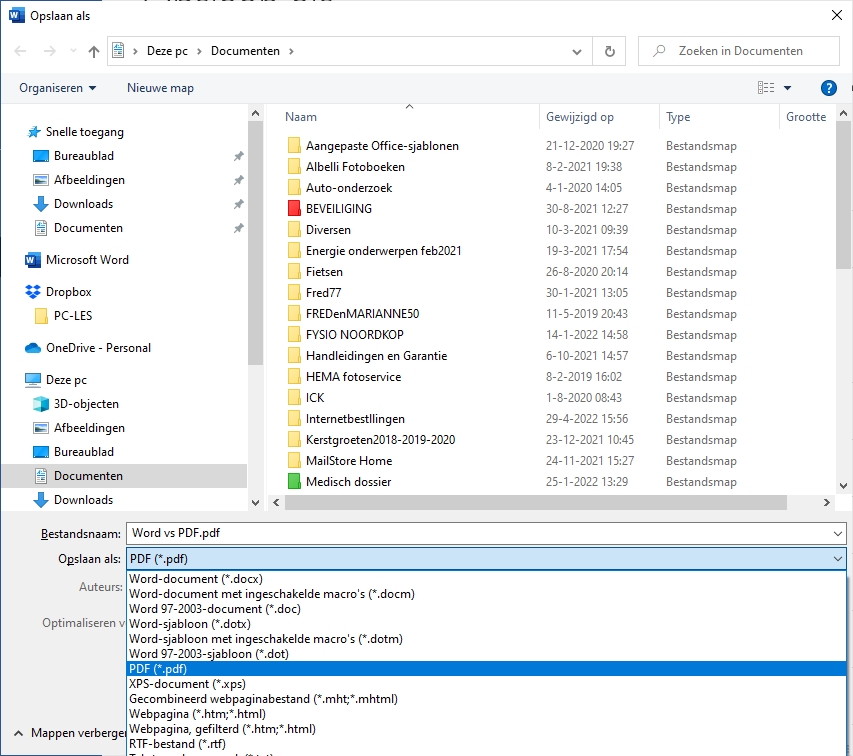 Opslaan als
Deze pc > Documenten >
Zoeken in Documenten
Organiseren
Nieuwe map
?
Snelle toegang
Bureaublad
Afbeeldingen
Downloads
Documenten
Microsoft Word
Dropbox
PC-LES
OneDrive - Personal
Deze pc
3D-objecten
Afbeeldingen
Bureaublad
Documenten
Downloads
Naam Gewijzigd op Type Grootte
Aangepaste Office-sjablonen 21-12-2020 19:27 Bestandsmap
Albelli Fotoboeken 8-2-2021 19:38 Bestandsmap
Auto-onderzoek 4-1-2020 14:05 Bestandsmap
BEVEILIGING 30-8-2021 12:27 Bestandsmap
Diversen 10-3-2021 09:39 Bestandsmap
Energie onderwerpen feb2021 19-3-2021 17:54 Bestandsmap
Fietsen 26-8-2020 20:14 Bestandsmap
Fred77 30-1-2021 13:05 Bestandsmap
FREDenMARIANNE50 11-5-2019 20:43 Bestandsmap
FYSIO NOORDKOP 14-1-2022 14:58 Bestandsmap
Handleidingen en Garantie 6-10-2021 14:57 Bestandsmap
HEMA fotoservice 8-2-2019 16:02 Bestandsmap
ICK 1-8-2020 08:43 Bestandsmap
Internetbestllingen 29-4-2022 15:56 Bestandsmap
Kerstgroeten2018-2019-2020 23-12-2021 10:45 Bestandsmap
MailStore Home 24-11-2021 15:27 Bestandsmap
Medisch dossier 25-1-2022 13:29 Bestandsmap
Bestandsnaam: Word vs PDF.pdf
Opslaan als: PDF (*.pdf)
Auteurs:
Optimaliseren v
Word-document (*.docx)
Word-document met ingeschakelde macro's (*.docm)
Word 97-2003-document (*.doc)
Word-sjabloon (*.dotx)
Word-sjabloon met ingeschakelde macro's (*.dotm)
Word 97-2003-sjabloon (*.dot)
PDF (*.pdf)
XPS-document (*.xps)
Gecombineerd webpaginabestand (*.mht;*.mhtml)
Webpagina (*.htm;*.html)
Webpagina, gefilterd (*.htm;*.html)
RTF-bestand (*.rtf)
Mappen verberger